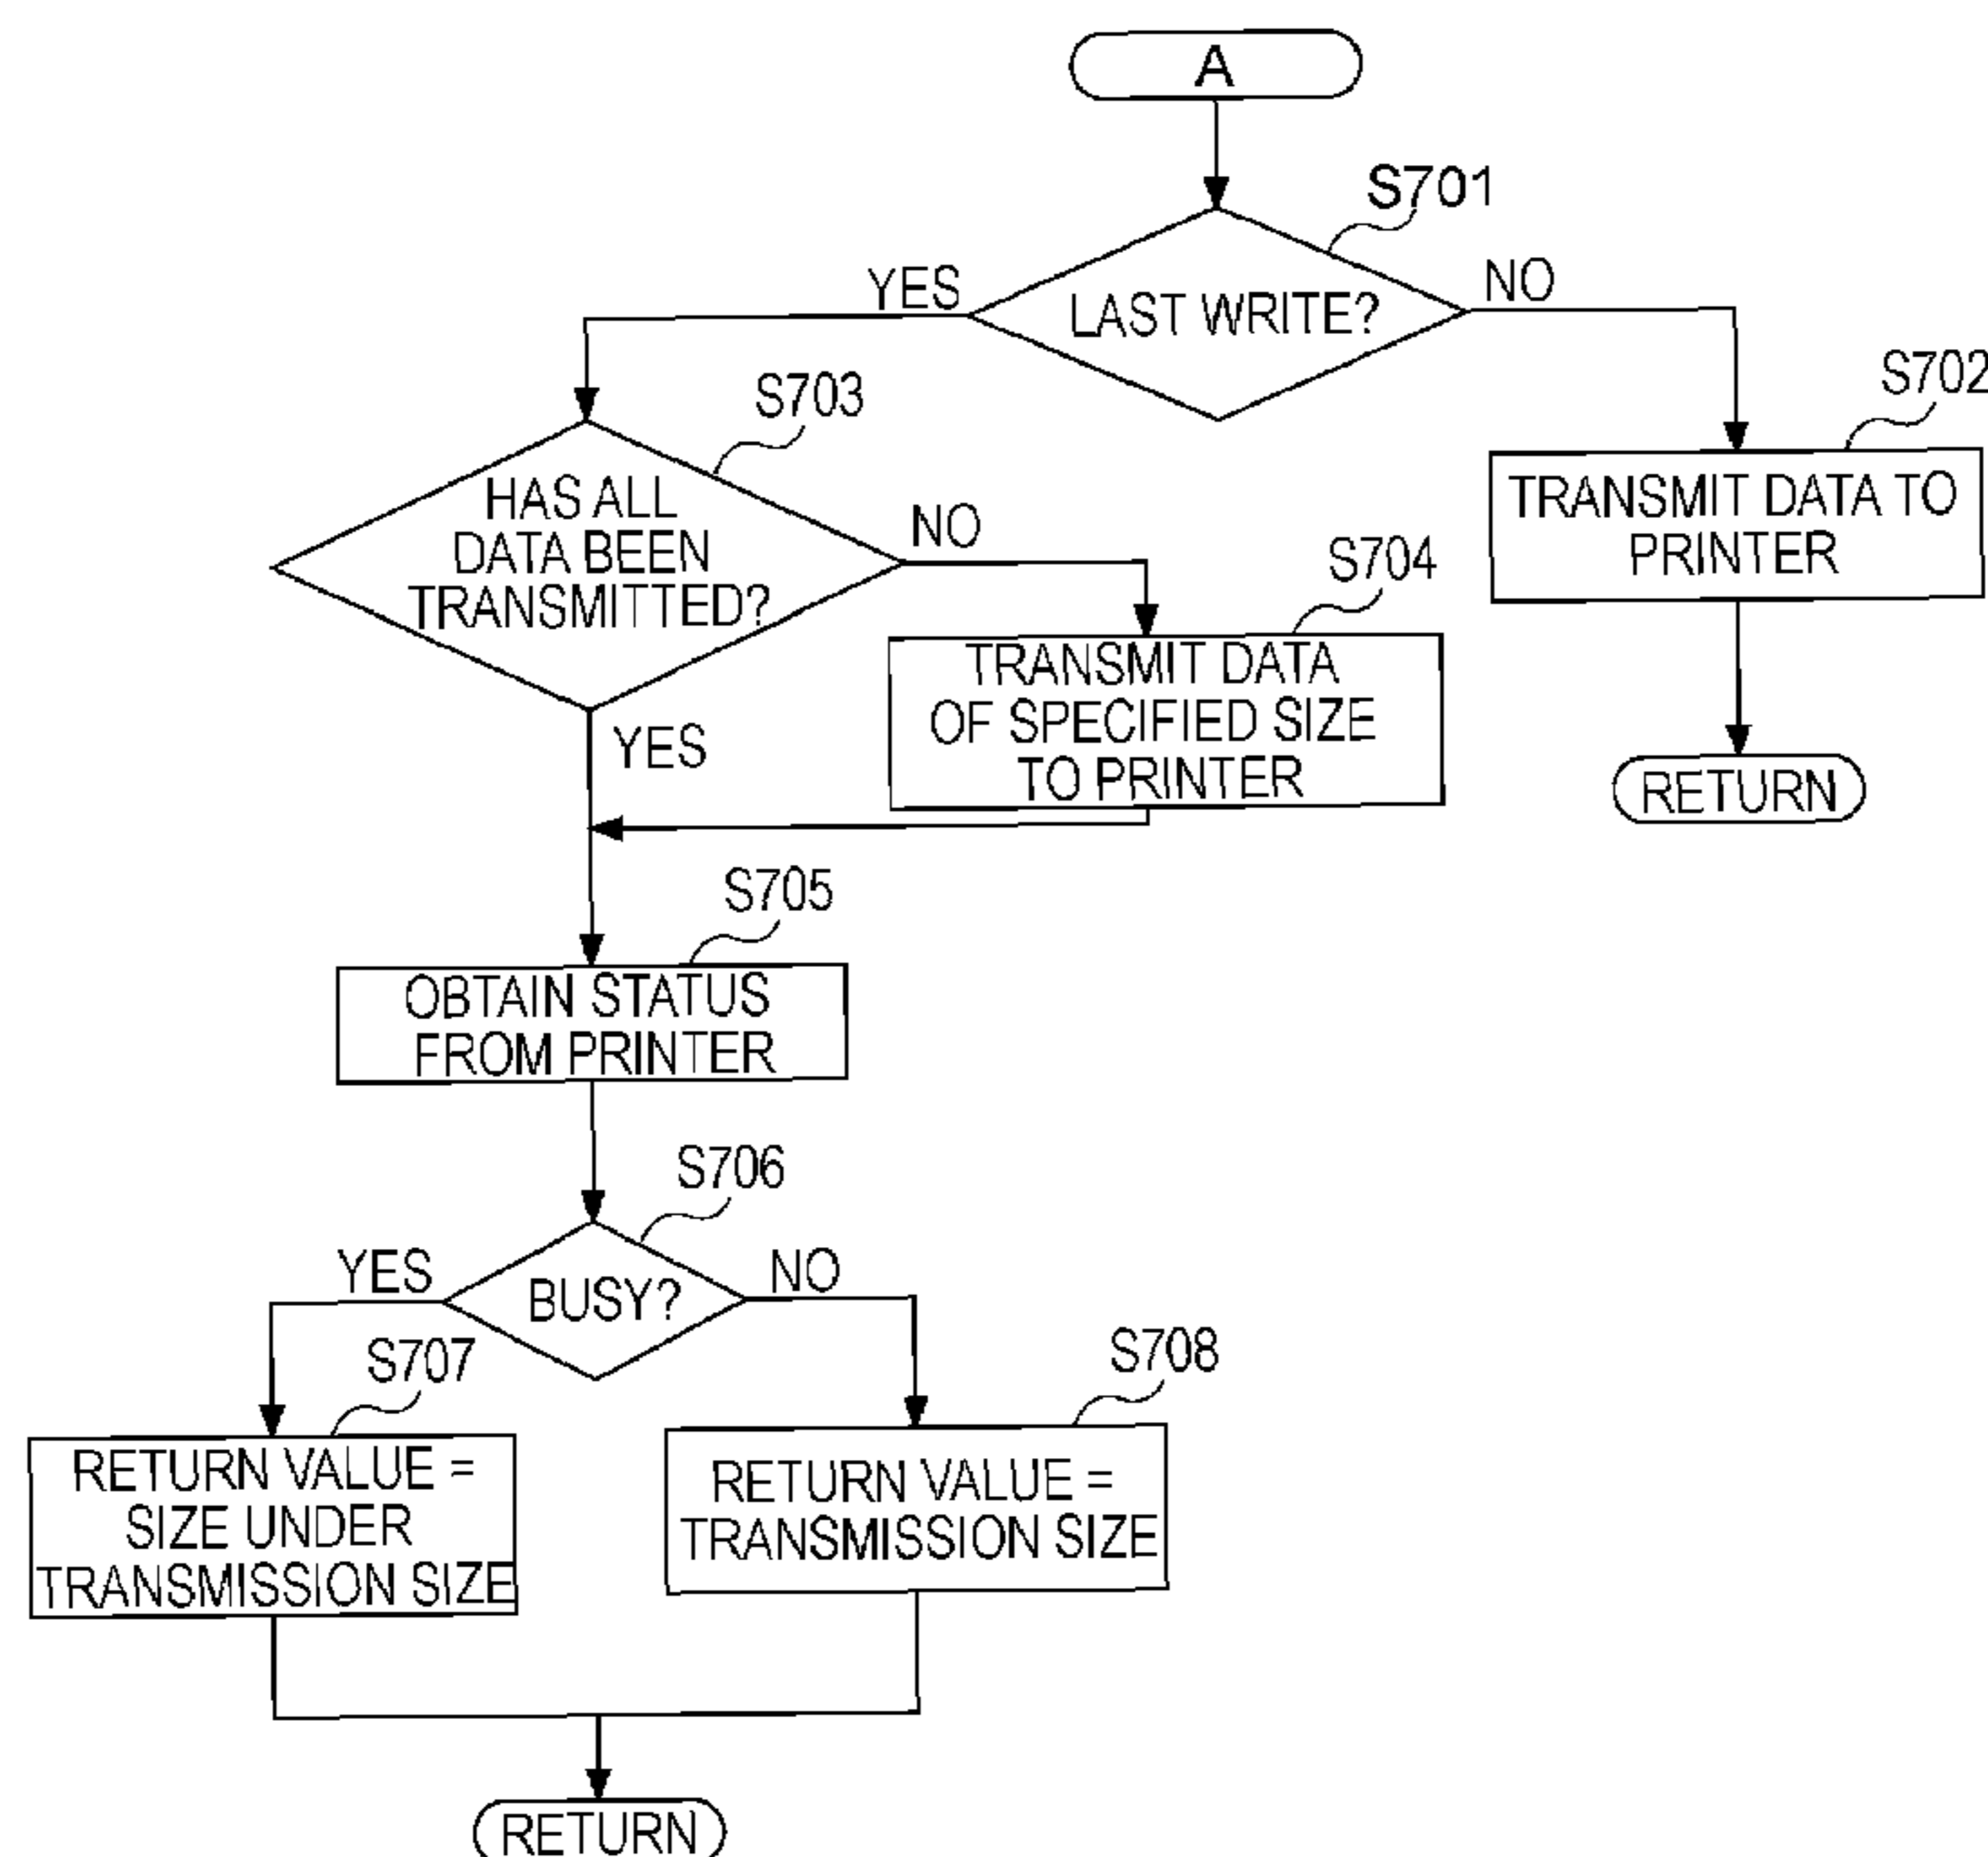 A
S701
YES
LAST WRITE?
NO
S702
TRANSMIT DATA TO
PRINTER
RETURN
S703
HAS ALL
DATA BEEN
TRANSMITTED?
NO
S704
TRANSMIT DATA
OF SPECIFIED SIZE
TO PRINTER
YES
S705
OBTAIN STATUS
FROM PRINTER
S706
YES
BUSY?
NO
S707
RETURN VALUE =
SIZE UNDER
TRANSMISSION SIZE
S708
RETURN VALUE =
TRANSMISSION SIZE
RETURN